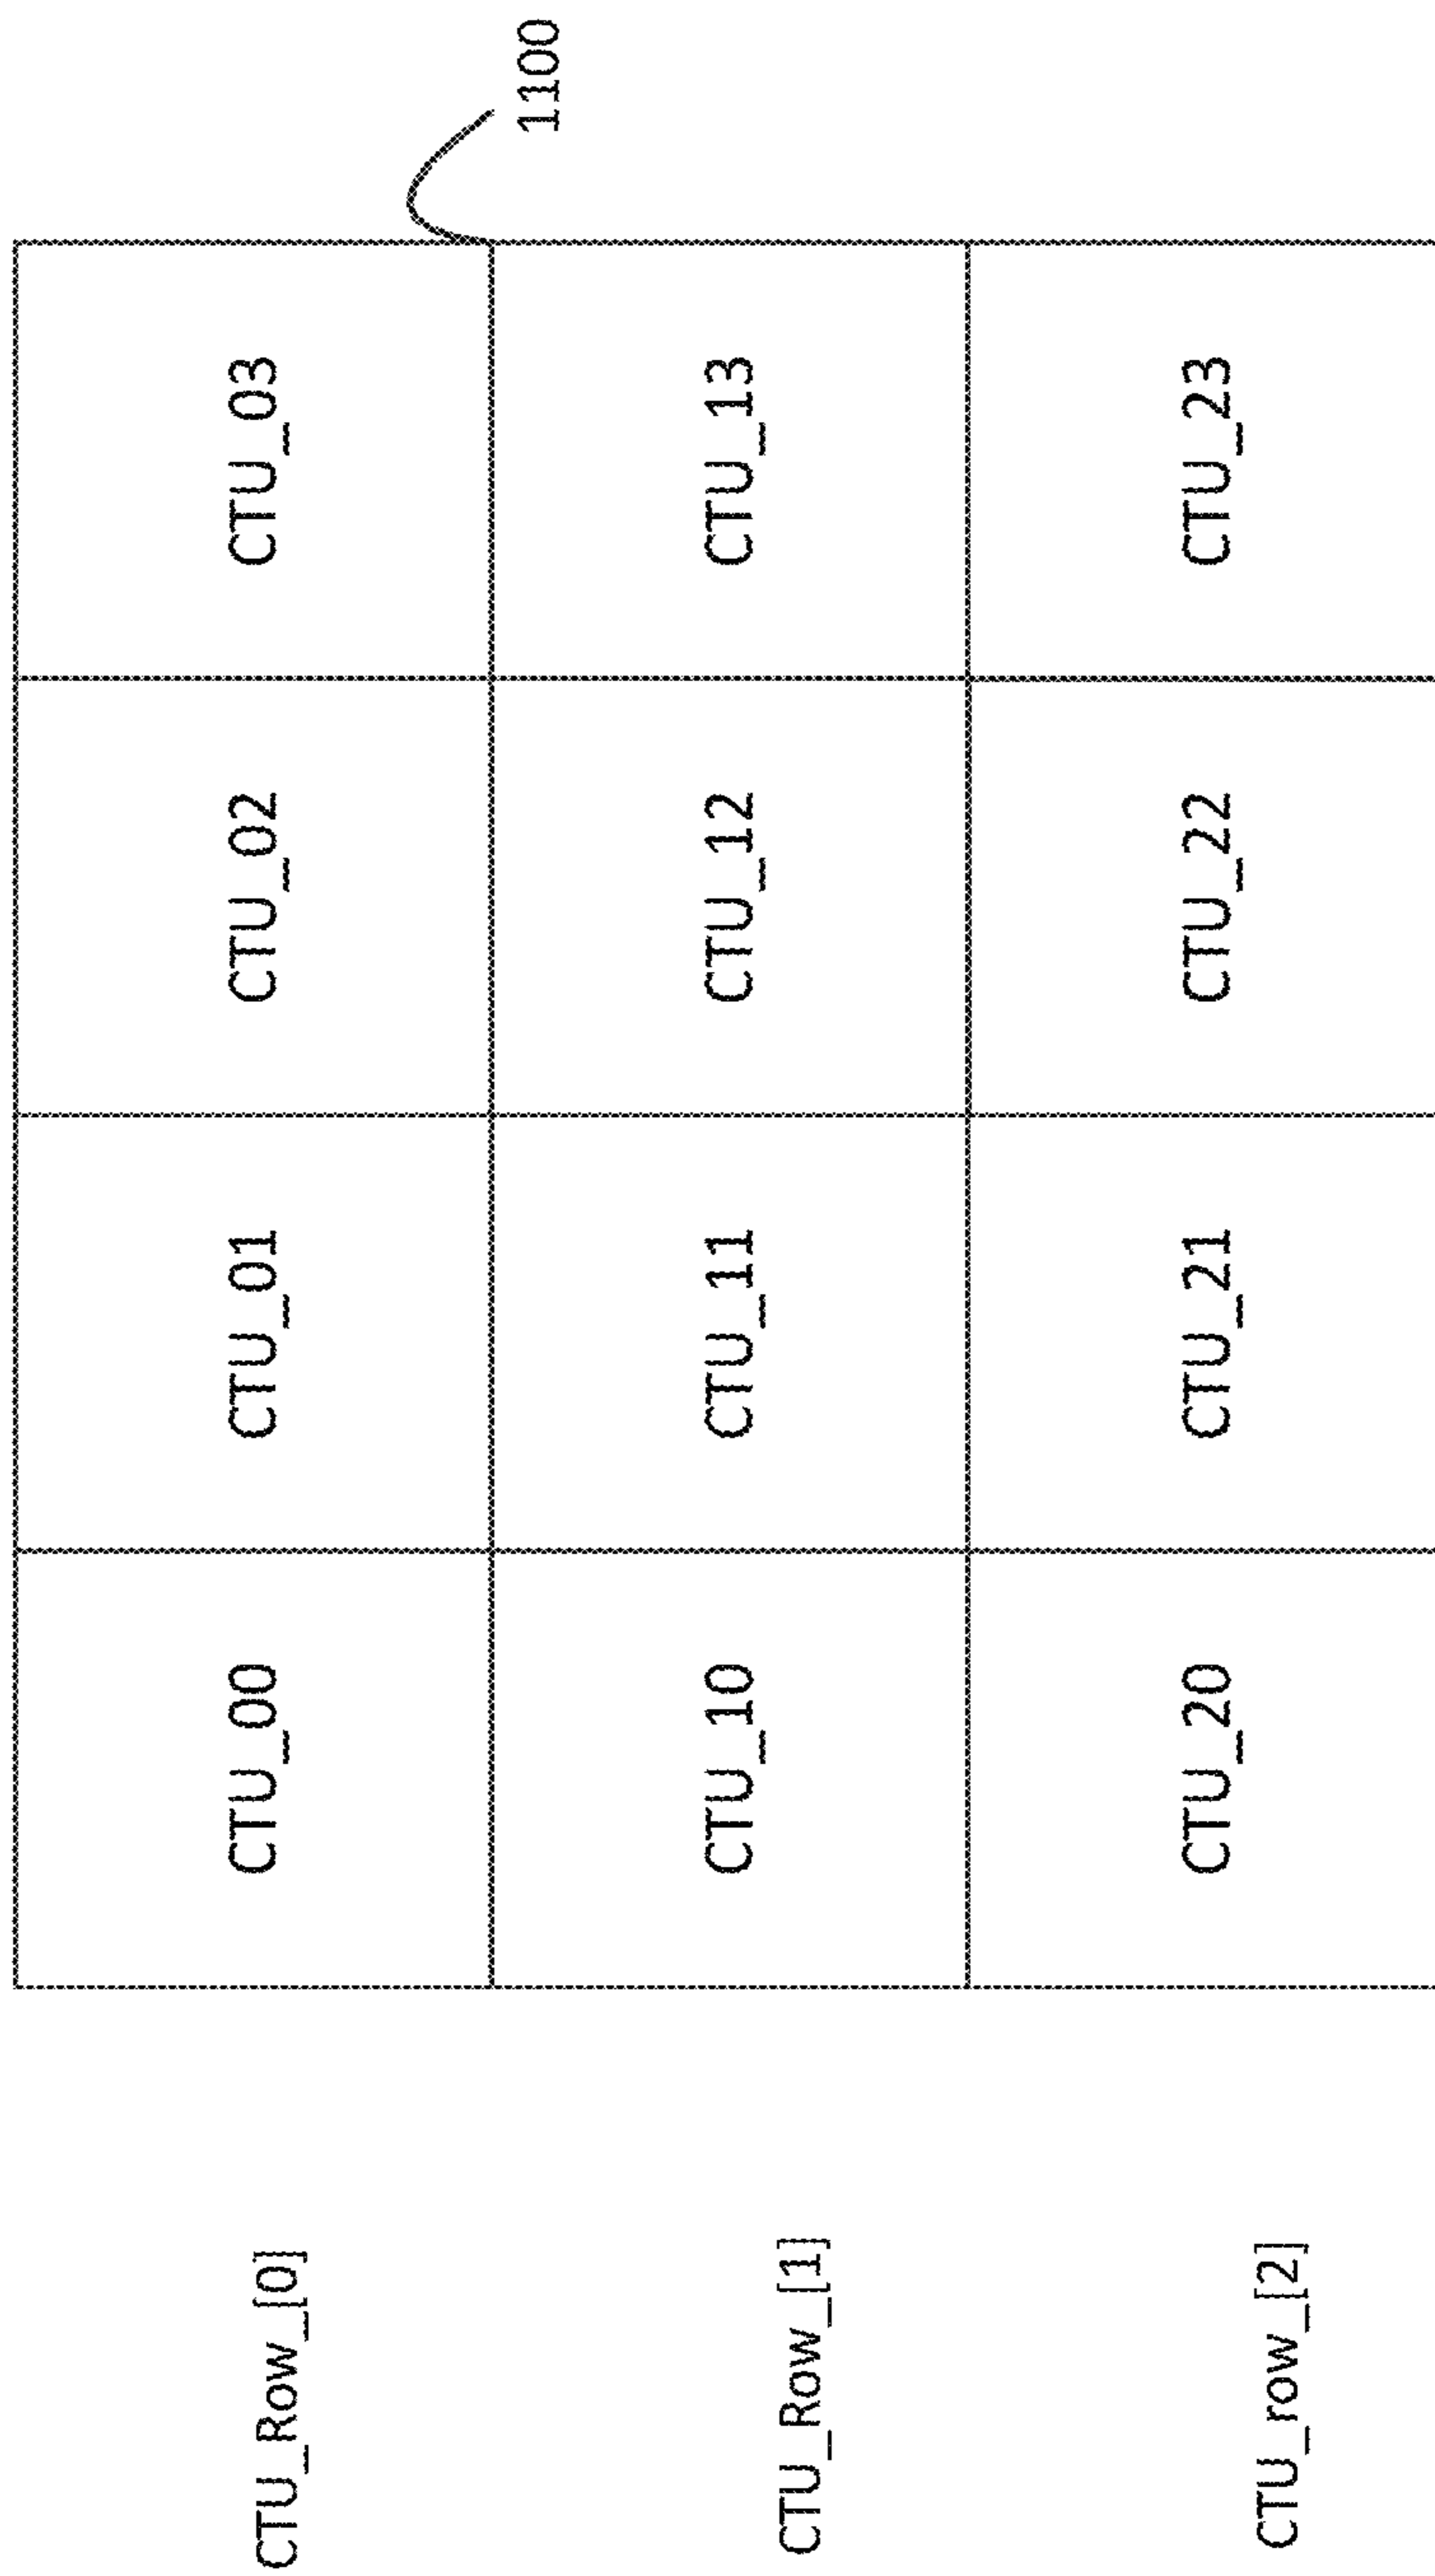 CTU_Row_[0] CTU_00 CTU_01 CTU_02 CTU_03
1100
CTU_Row_[1] CTU_10 CTU_11 CTU_12 CTU_13
CTU_row_[2] CTU_20 CTU_21 CTU_22 CTU_23